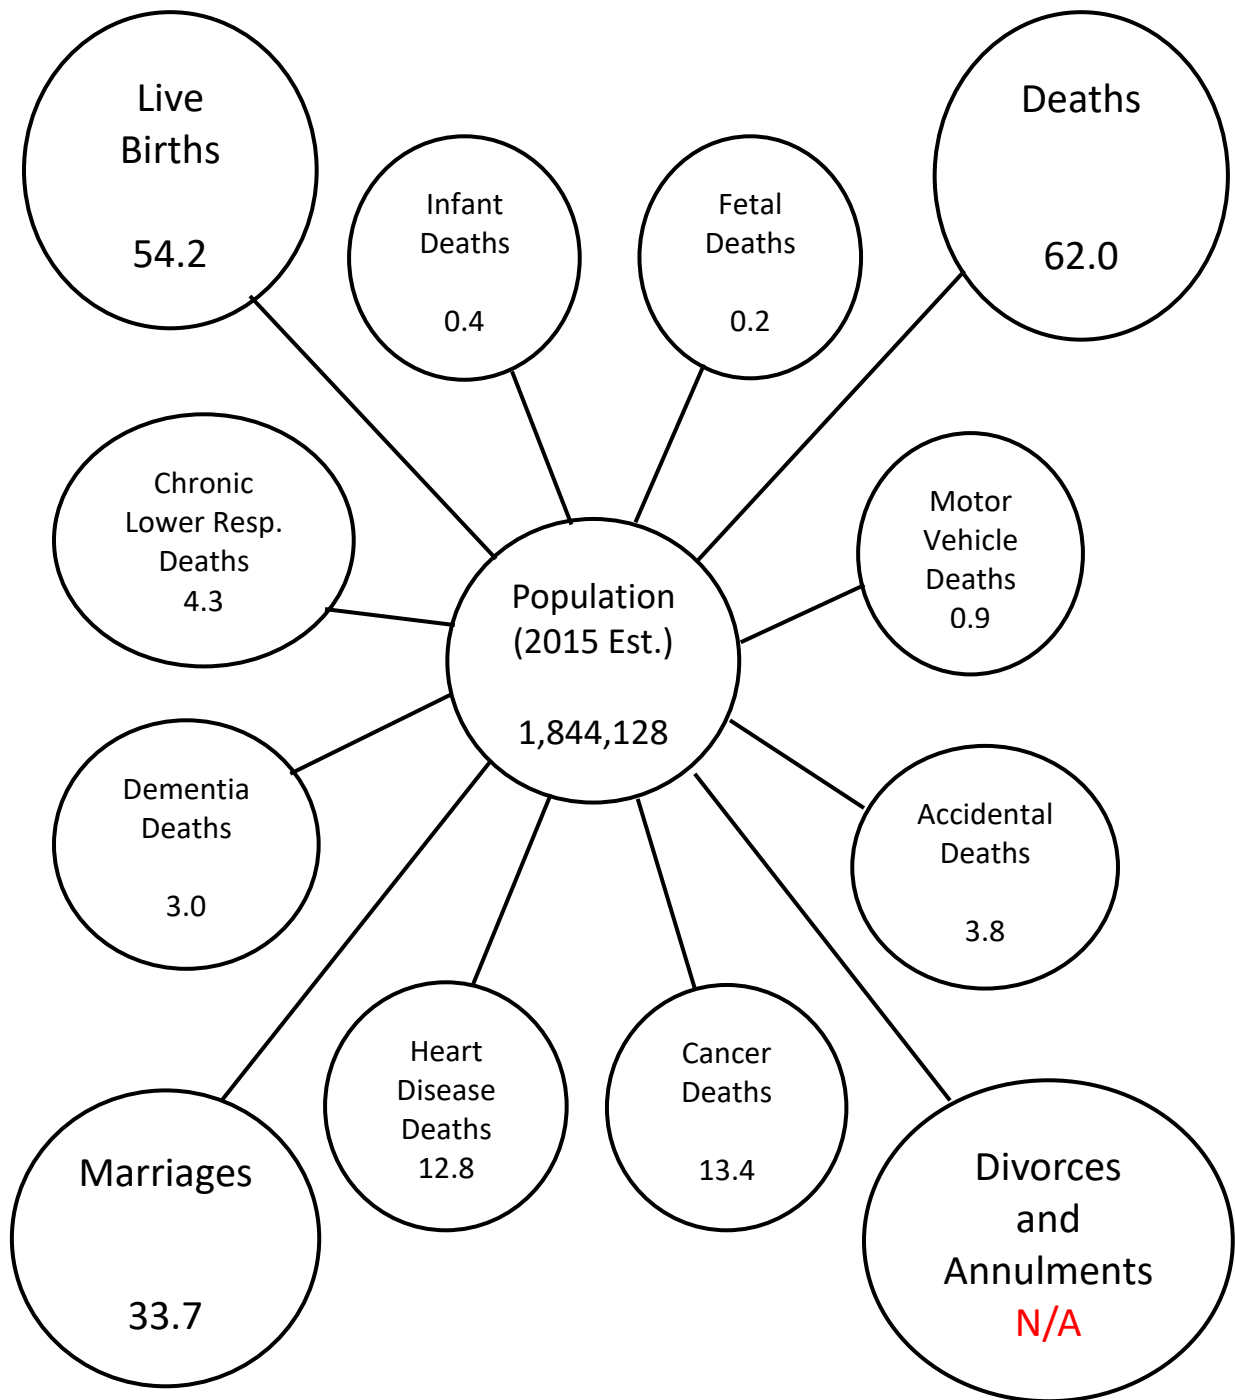 Live
Births
54.2
Deaths
62.0
Infant
Deaths
0.4
Fetal
Deaths
0.2
Chronic
Lower Resp.
Deaths
4.3
Motor
Vehicle
Deaths
0.9
Population
(2015 Est.)
1,844,128
Dementia
Deaths
3.0
Accidental
Deaths
3.8
Heart
Disease
Deaths
12.8
Cancer
Deaths
13.4
Marriages
33.7
Divorces
and
Annulments
N/A